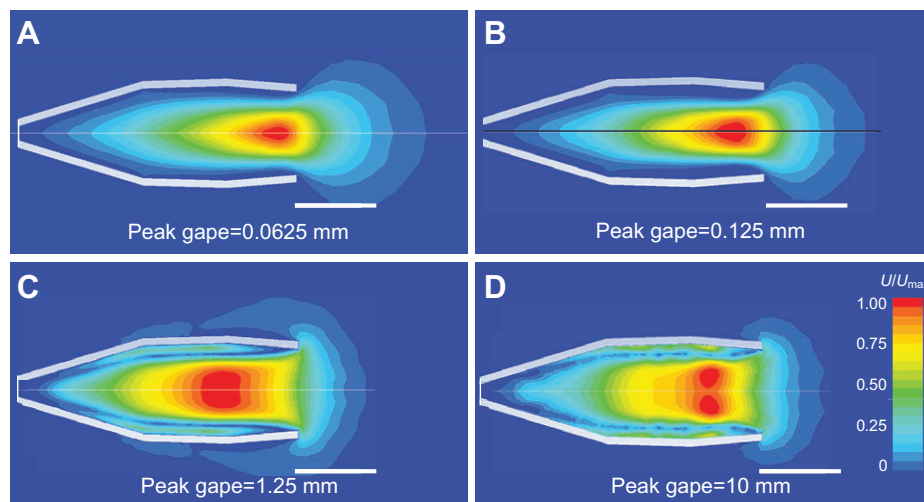 A
B
Peak gape=0.0625 mm
Peak gape=0.125 mm
C
D
U/Uma
1.00
0.75
0.50
0.25
0
Peak gape=1.25 mm
Peak gape=10 mm